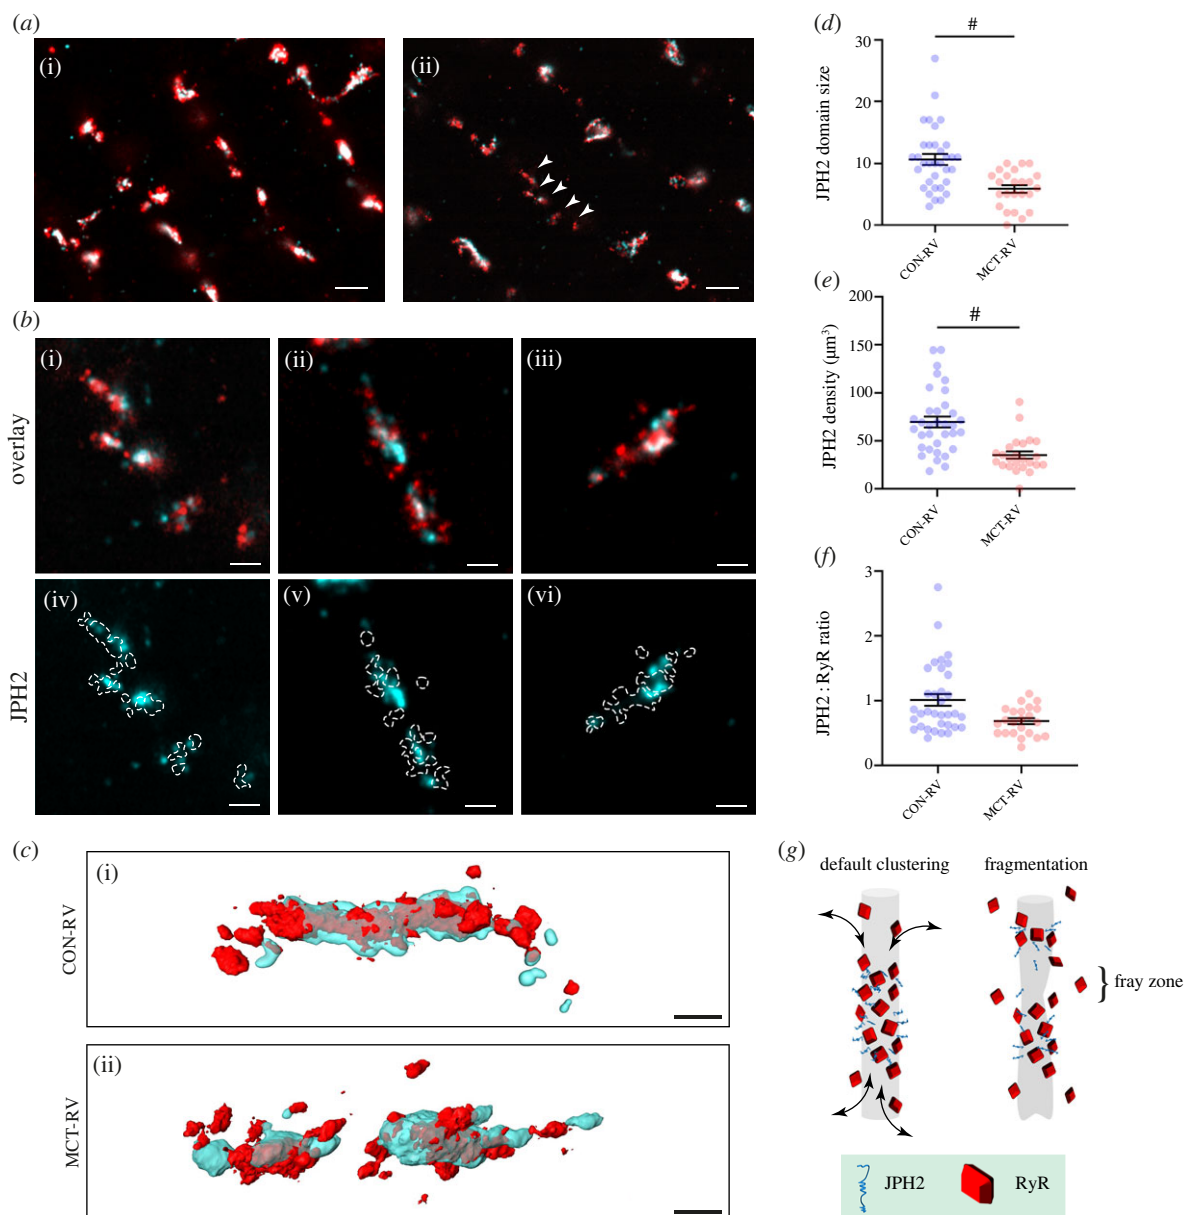 (a)
(i)
(ii)
(b)
overlay
(i)
(ii)
(iii)
JPH2
(iv)
(v)
(vi)
(c)
CON-RV
(i)
MCT-RV
(ii)
(d)
#
JPH2 domain size
30
20
10
0
CON-RV
MCT-RV
(e)
#
JPH2 density (µm³)
200
150
100
50
0
CON-RV
MCT-RV
(f)
JPH2 : RyR ratio
3
2
1
0
CON-RV
MCT-RV
(g)
default clustering
fragmentation
} fray zone
JPH2
RyR